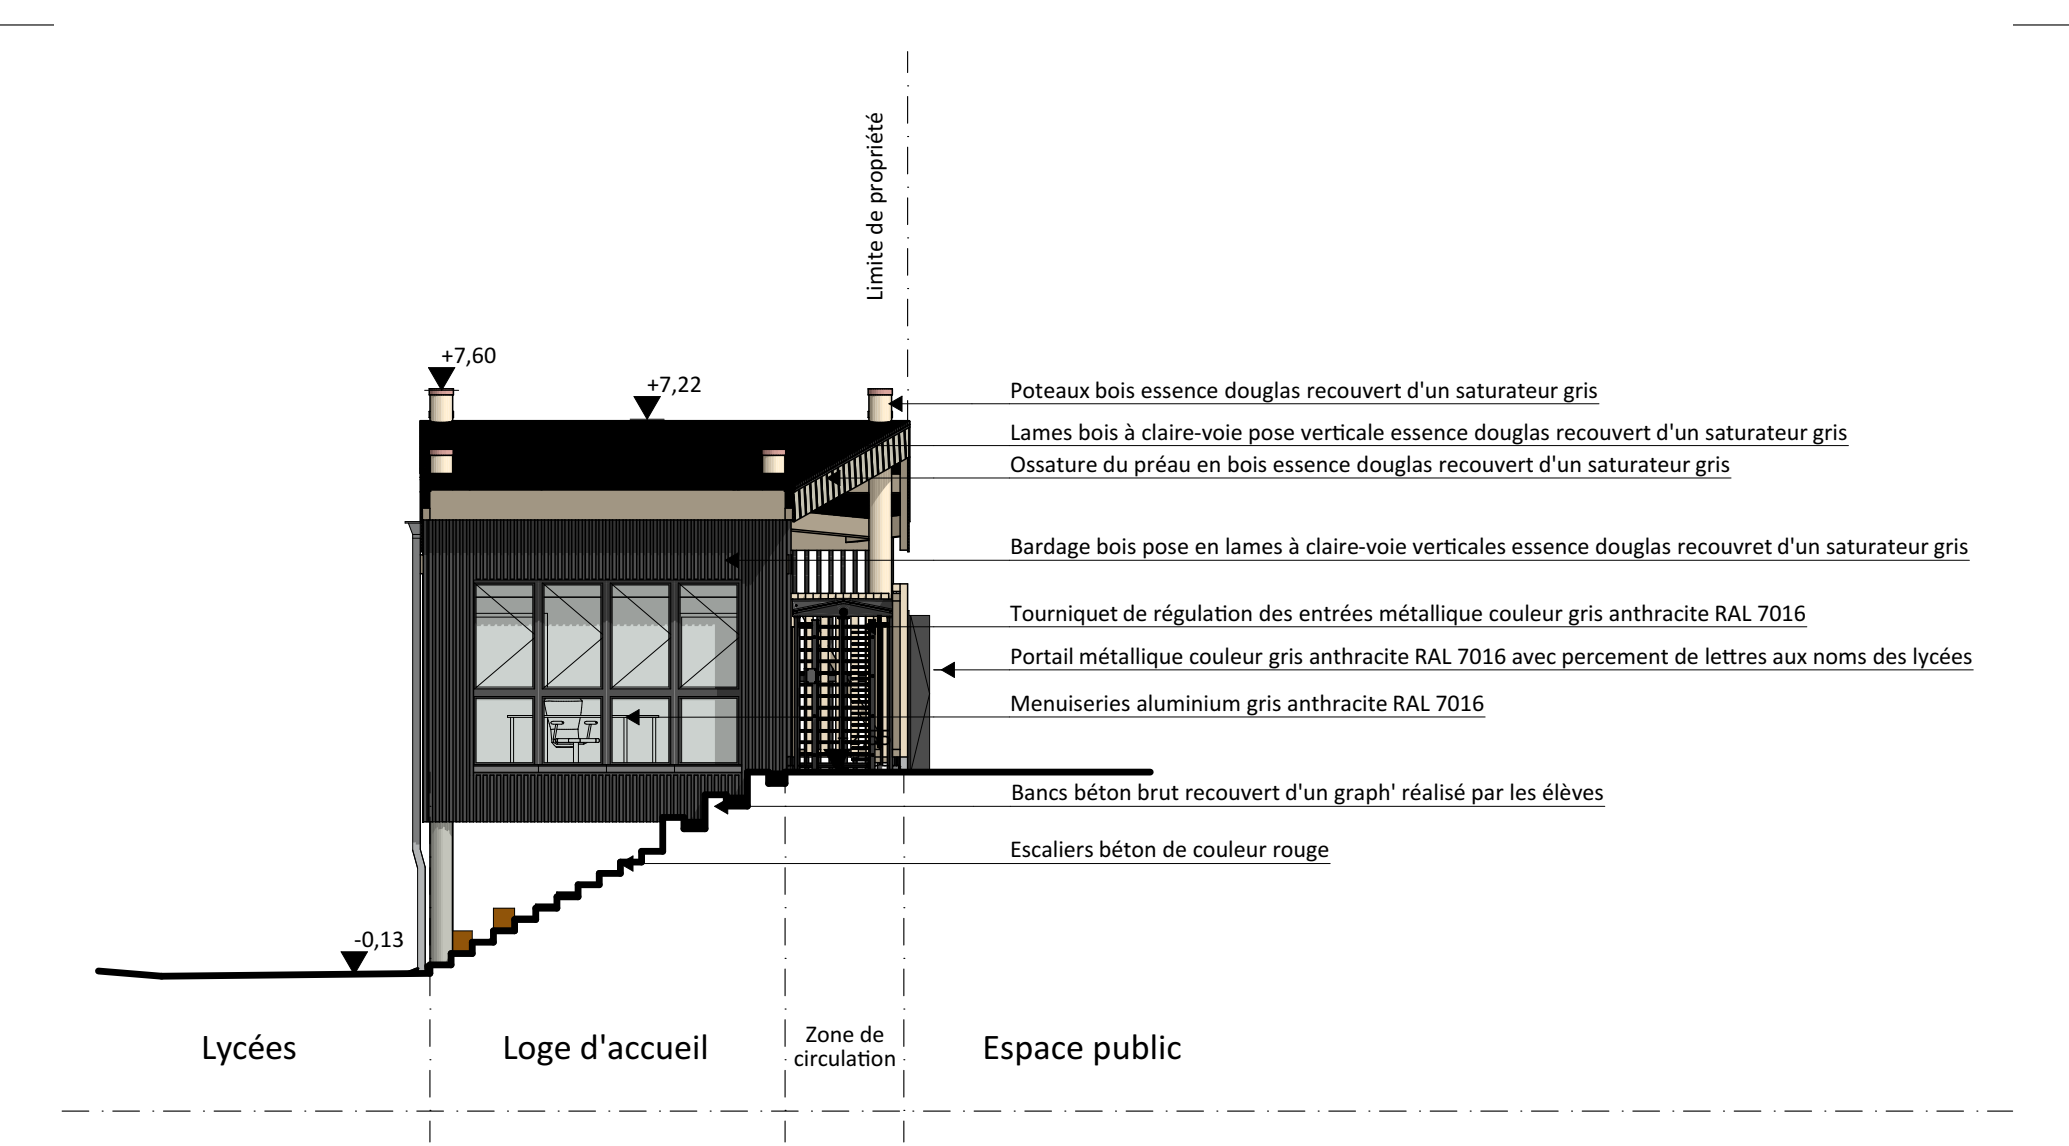 Limite de propriété
+7,60
+7,22
Poteaux bois essence douglas recouvert d'un saturateur gris
Lames bois à claire-voie pose verticale essence douglas recouvert d'un saturateur gris
Ossature du préau en bois essence douglas recouvert d'un saturateur gris
Bardage bois pose en lames à claire-voie verticales essence douglas recouvret d'un saturateur gris
Tourniquet de régulation des entrées métallique couleur gris anthracite RAL 7016
Portail métallique couleur gris anthracite RAL 7016 avec percement de lettres aux noms des lycées
Menuiseries aluminium gris anthracite RAL 7016
Bancs béton brut recouvert d'un graph' réalisé par les élèves
Escaliers béton de couleur rouge
-0,13
Lycées
Loge d'accueil
Zone de
circulation
Espace public